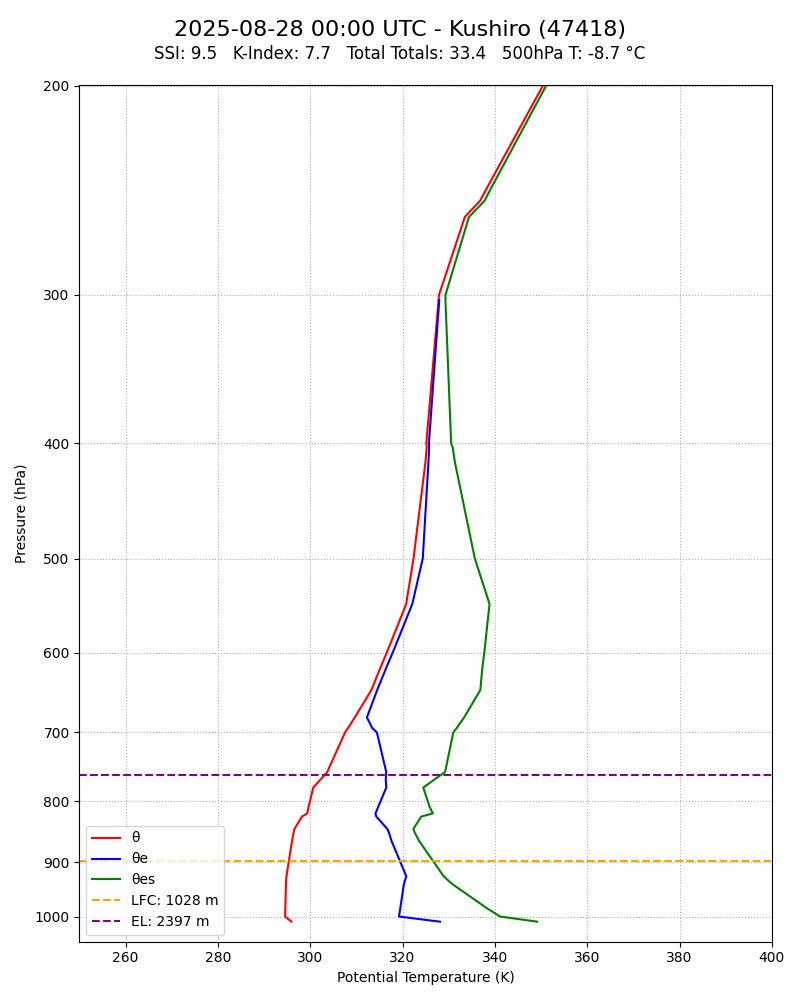 2025-08-28 00:00 UTC - Kushiro (47418)
SSI: 9.5 K-Index: 7.7 Total Totals: 33.4 500hPa T: -8.7 °C
200
300
400
500
600
700
800
900
1000
Pressure (hPa)
θ
θe
θes
LFC: 1028 m
EL: 2397 m
260 280 300 320 340 360 380 400
Potential Temperature (K)